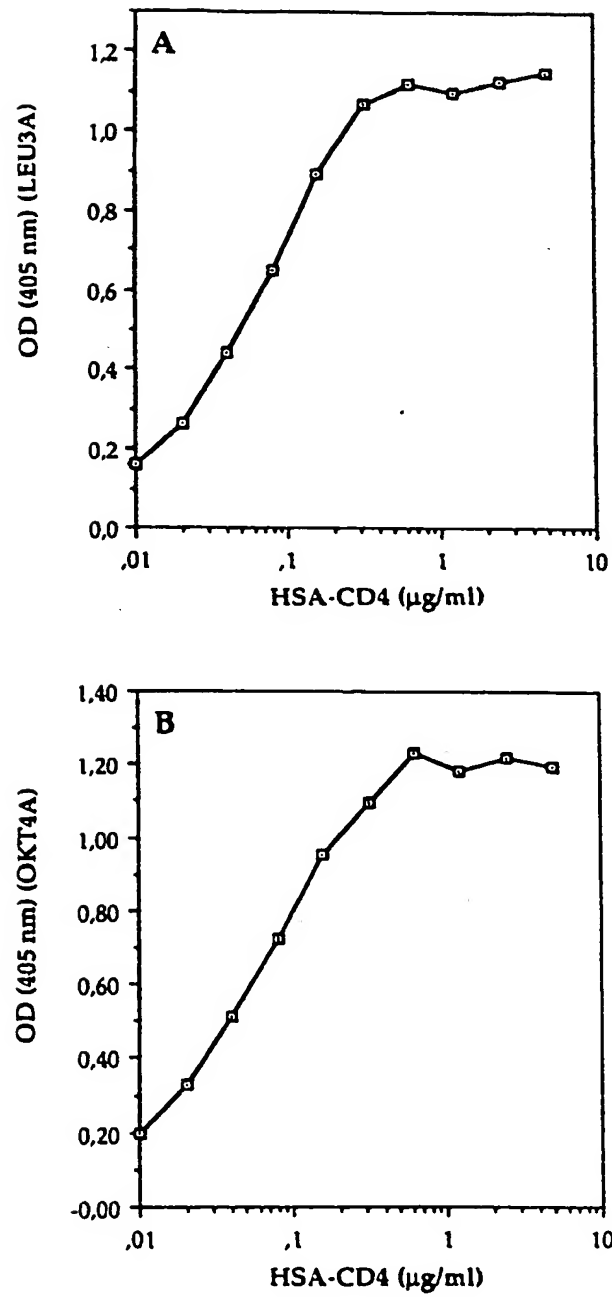 A
OD (405 nm) (LEU3A)
1,2
1,0
0,8
0,6
0,4
0,2
0,0
,01 ,1 1 10
HSA-CD4 (μg/ml)
B
OD (405 nm) (OKT4A)
1,40
1,20
1,00
0,80
0,60
0,40
0,20
-0,00
,01 ,1 1 10
HSA-CD4 (μg/ml)